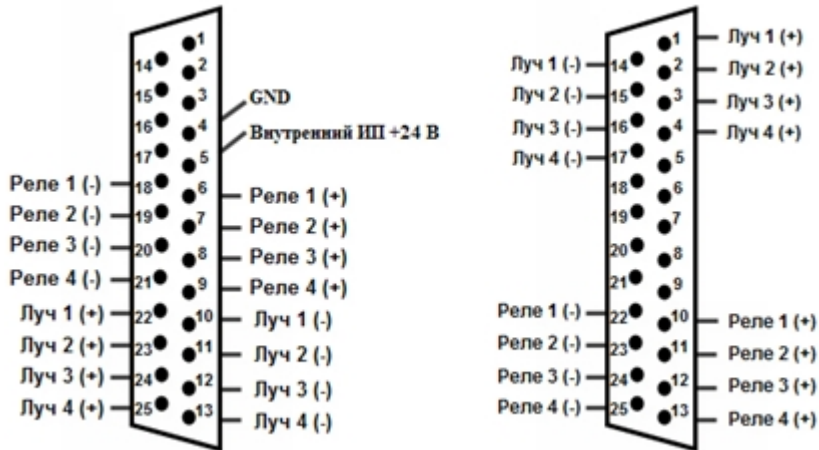 1
14
2
15
3
GND
16
4
Внутренний ИП +24 В
17
5
Реле 1 (-)
18
6
Реле 1 (+)
Реле 2 (-)
19
7
Реле 2 (+)
Реле 3 (-)
20
8
Реле 3 (+)
Реле 4 (-)
21
9
Реле 4 (+)
Луч 1 (+)
22
10
Луч 1 (-)
Луч 2 (+)
23
11
Луч 2 (-)
Луч 3 (+)
24
12
Луч 3 (-)
Луч 4 (+)
25
13
Луч 4 (-)
1
Луч 1 (+)
Луч 1 (-)
14
2
Луч 2 (+)
Луч 2 (-)
15
3
Луч 3 (+)
Луч 3 (-)
16
4
Луч 4 (+)
Луч 4 (-)
17
5
18
6
19
7
20
8
21
9
Реле 1 (-)
22
10
Реле 1 (+)
Реле 2 (-)
23
11
Реле 2 (+)
Реле 3 (-)
24
12
Реле 3 (+)
Реле 4 (-)
25
13
Реле 4 (+)